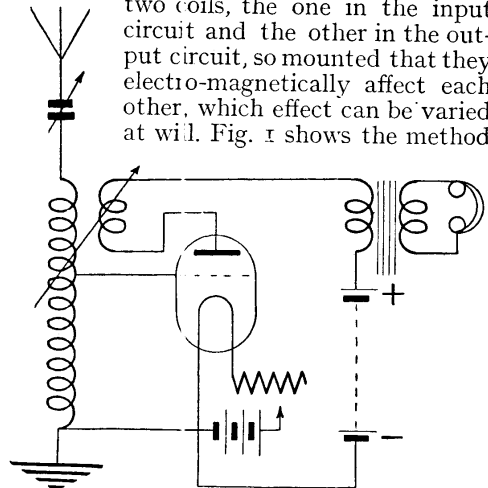 two coils, the one in the input
circuit and the other in the out-
put circuit, so mounted that they
electro-magnetically affect each
other, which effect can be varied
at will. Fig. 1 shows the method
+
−